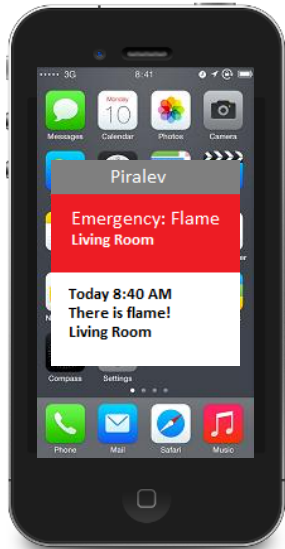 3G
8:41
Monday
10
Messages
Calendar
Photos
Camera
Piralev
Emergency: Flame
Living Room
Today 8:40 AM
There is flame!
Living Room
Compass
Settings
Phone
Mail
Safari
Music